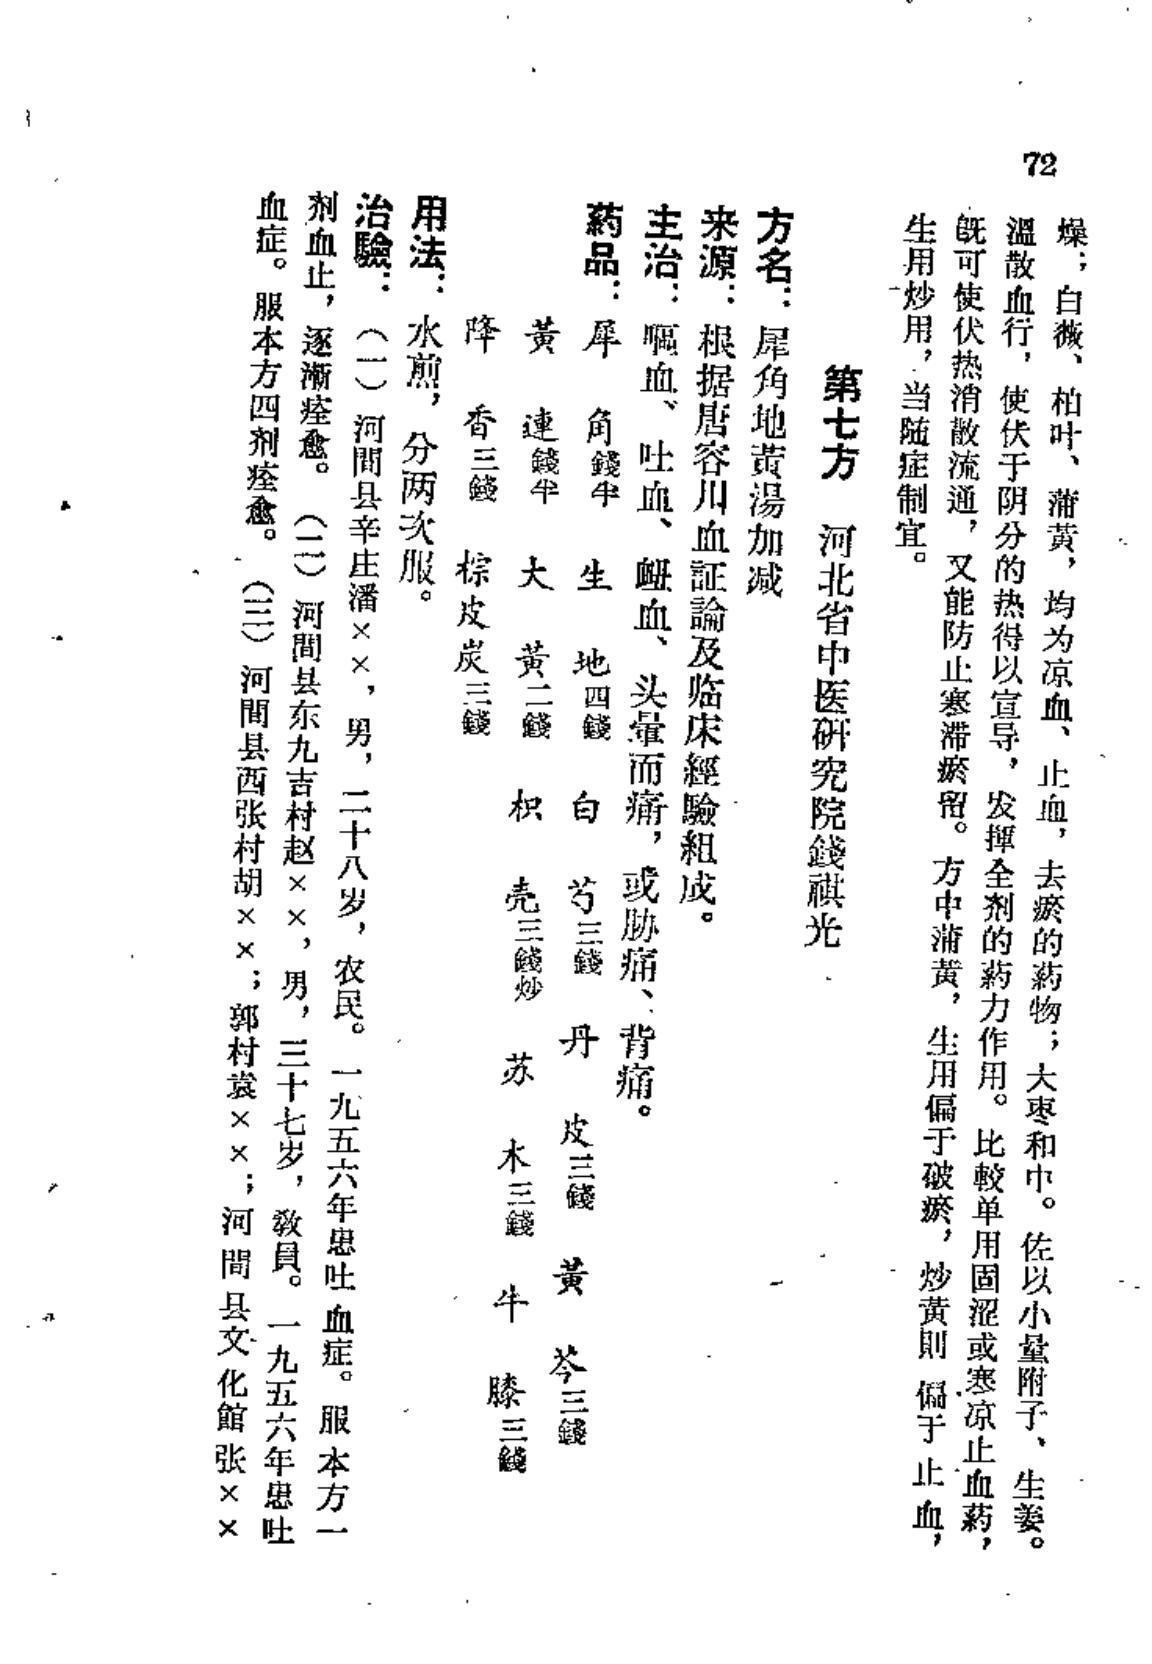 72
燥；白薇、柏叶、蒲黃，均为凉血、止血，去瘀的药物；大枣和中。佐以小量附子、生姜。
溫散血行，使伏于阴分的热得以宣导，发揮全剂的葯力作用。比較单用固涩或寒凉止血葯，
既可使伏热消散流通，又能防止寒滞瘀留。方中蒲黃，生用偏于破瘀，炒黃則偏于止血，
生用炒用，当随症制宜。
第七方　河北省中医研究院錢祺光
方名：犀角地黃湯加减
来源：根据唐容川血証論及临床經驗組成。
主治：嘔血、吐血、衄血、头暈而痛，或胁痛、背痛。
葯品：犀角錢半　生地四錢　白芍三錢　丹皮三錢　黃芩三錢
黃連錢半　大黃二錢　枳壳三錢炒　苏木三錢　牛膝三錢
降香三錢　棕皮炭三錢
用法：水煎，分两次服。
治驗：（一）河間县辛庄潘××，男，二十八岁，农民。一九五六年患吐血症。服本方一
剂血止，逐漸痊愈。（二）河間县东九吉村赵××，男，三十七岁，教員。一九五六年患吐
血症。服本方四剂痊愈。（三）河間县西张村胡××；郭村袁××；河間县文化館张××